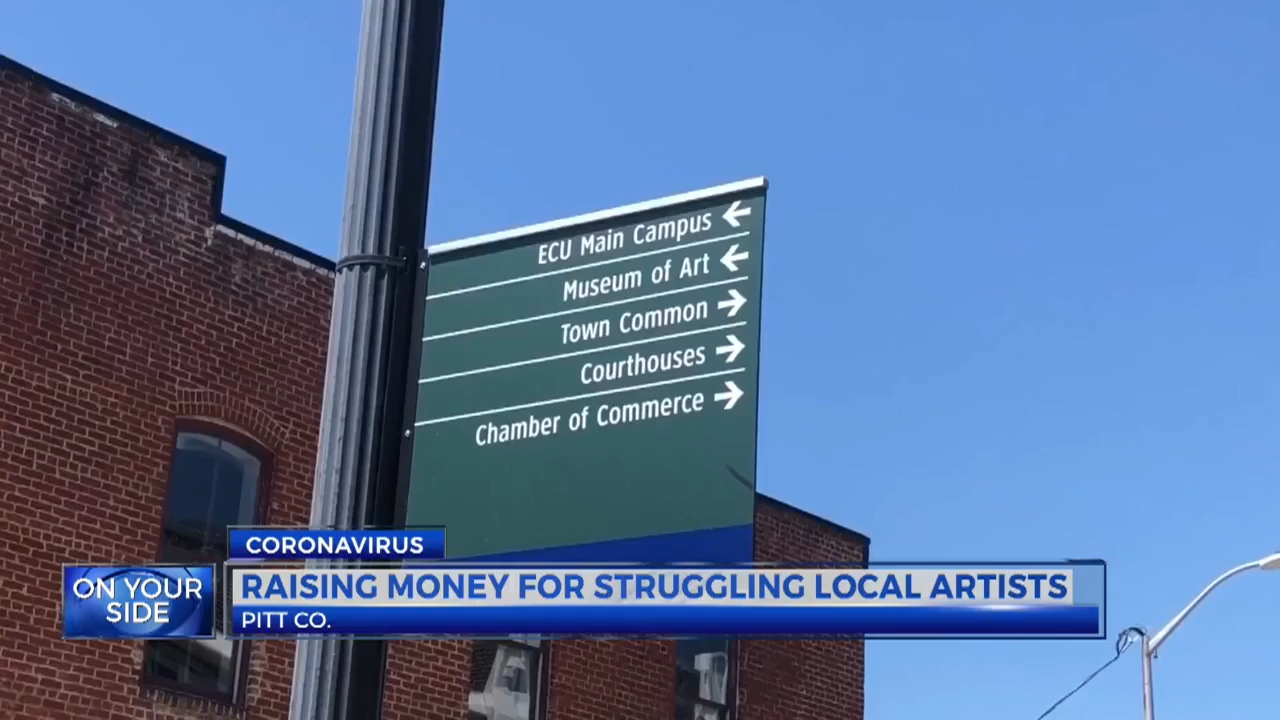 ECU Main Campus ←
Museum of Art ←
Town Common →
Courthouses →
Chamber of Commerce →
CORONAVIRUS
ON YOUR SIDE
RAISING MONEY FOR STRUGGLING LOCAL ARTISTS
PITT CO.